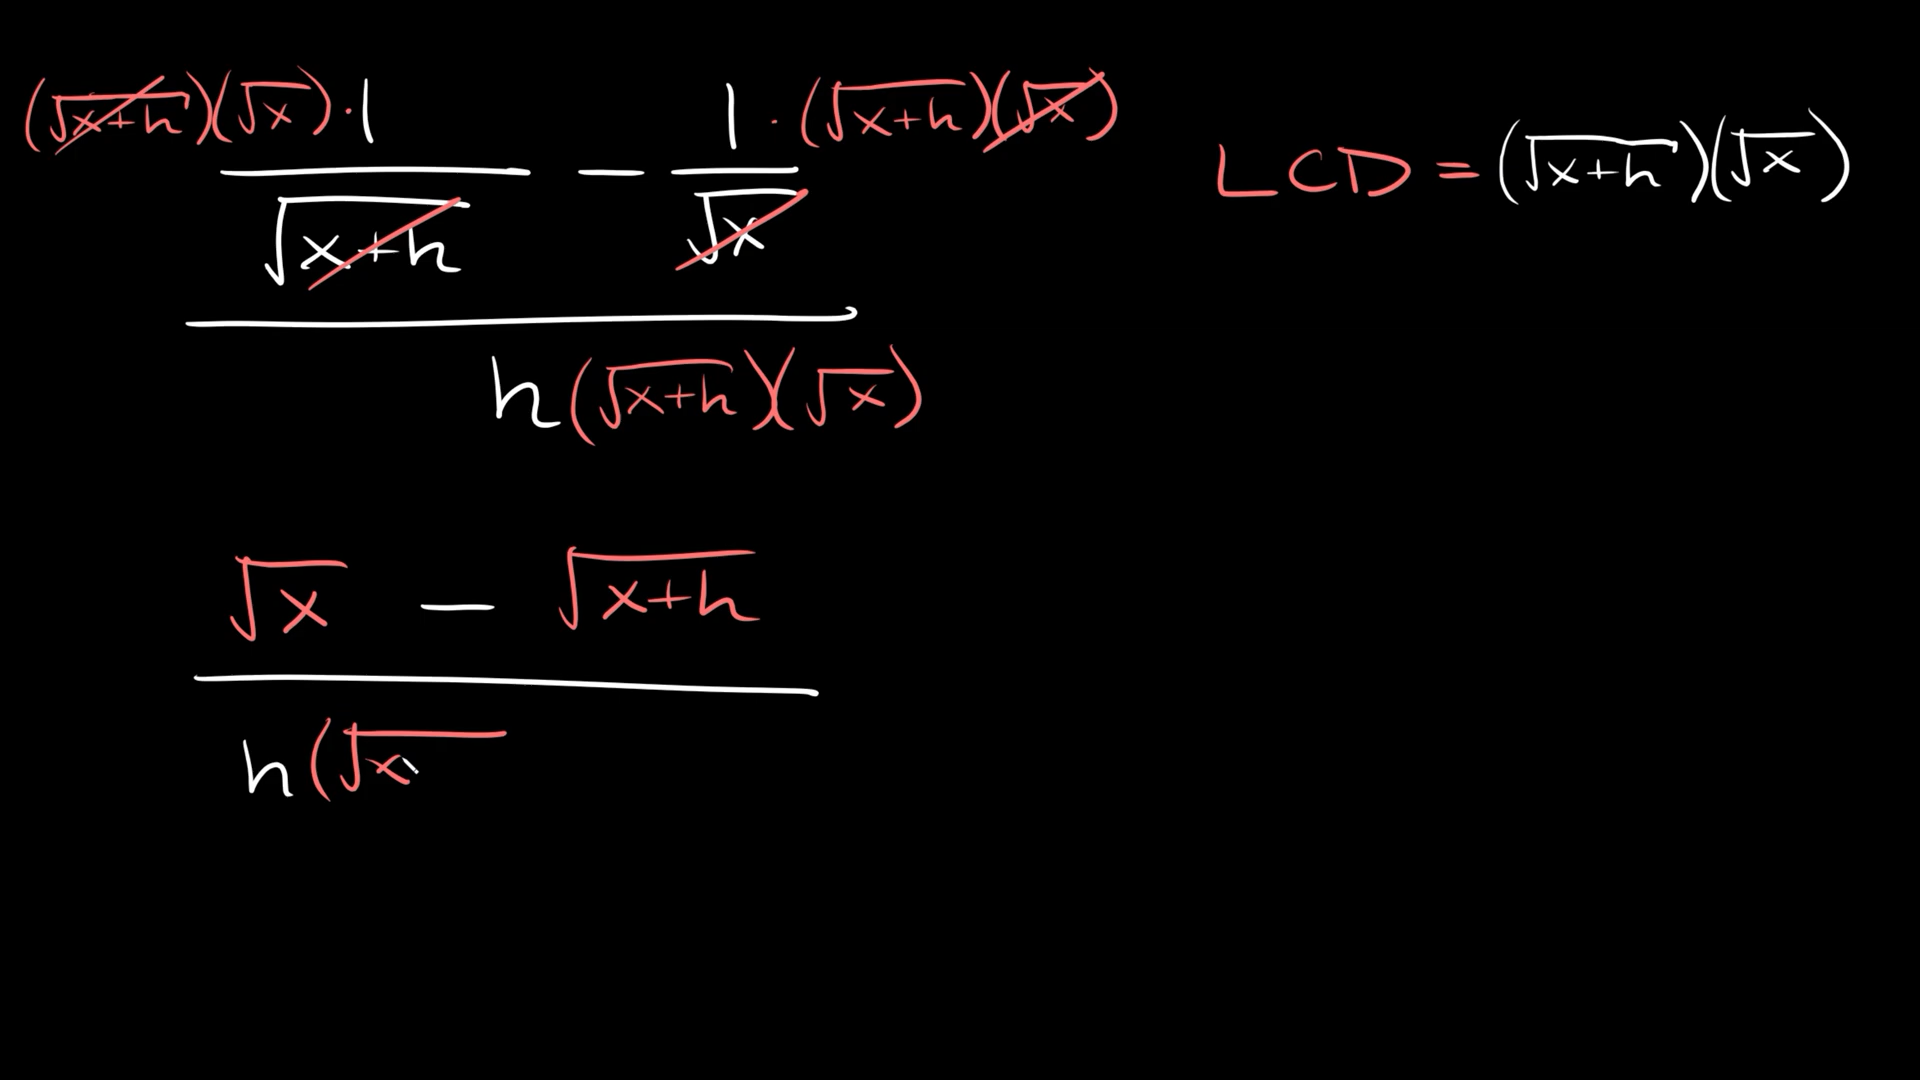 (√x+h)(√x)·1 1·(√x+h)(√x)
—
√x+h √x
LCD = (√x+h)(√x)
h(√x+h)(√x)
√x — √x+h
h(√x